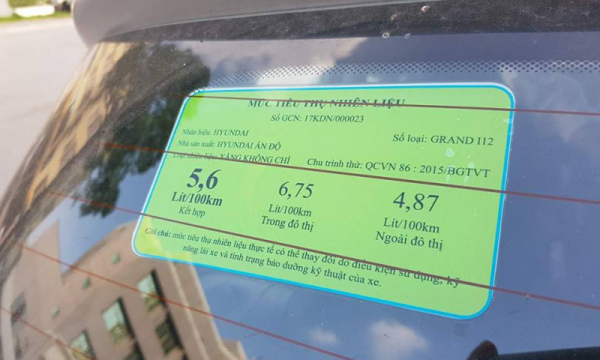 MỨC TIÊU THỤ NHIÊN LIỆU
Số GCN: 17KDN/000023
Nhãn hiệu: HYUNDAI
Số loại: GRAND I12
Nhà sản xuất: HYUNDAI ẤN ĐỘ
Loại nhiên liệu: XĂNG KHÔNG CHÌ
Chu trình thử: QCVN 86 : 2015/BGTVT
5,6
Lít/100km
Kết hợp
6,75
Lít/100km
Trong đô thị
4,87
Lít/100km
Ngoài đô thị
Ghi chú: mức tiêu thụ nhiên liệu thực tế có thể thay đổi do điều kiện sử dụng, kỹ
năng lái xe và tình trạng bảo dưỡng kỹ thuật của xe.